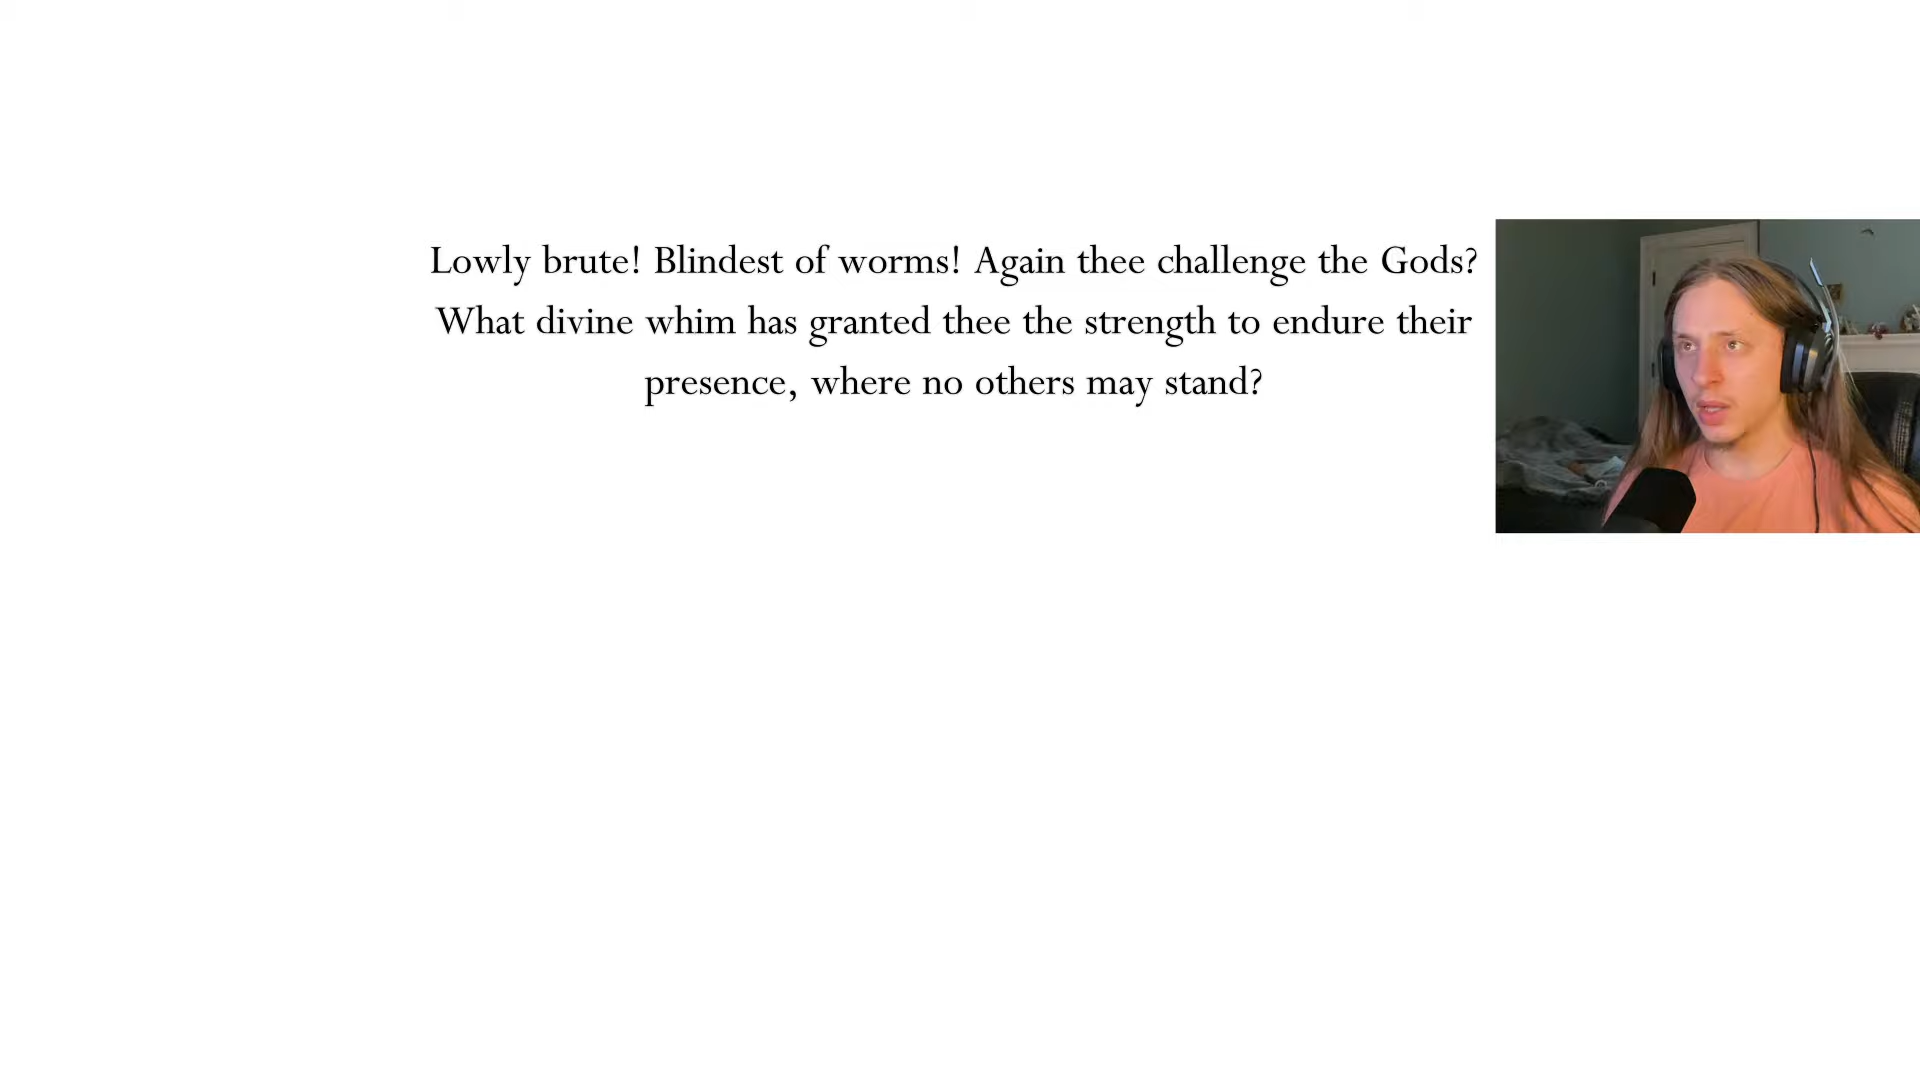 Lowly brute! Blindest of worms! Again thee challenge the Gods?
What divine whim has granted thee the strength to endure their
presence, where no others may stand?